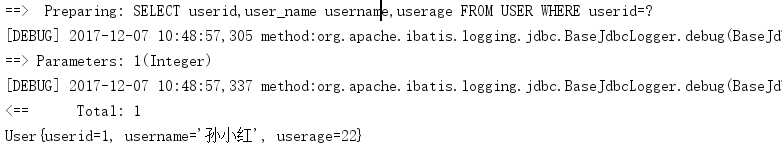 ==>  Preparing: SELECT userid,user_name username,userage FROM USER WHERE userid=?
[DEBUG] 2017-12-07 10:48:57,305 method:org.apache.ibatis.logging.jdbc.BaseJdbcLogger.debug(BaseJd
==> Parameters: 1(Integer)
[DEBUG] 2017-12-07 10:48:57,337 method:org.apache.ibatis.logging.jdbc.BaseJdbcLogger.debug(BaseJd
<==      Total: 1
User{userid=1, username='孙小红', userage=22}